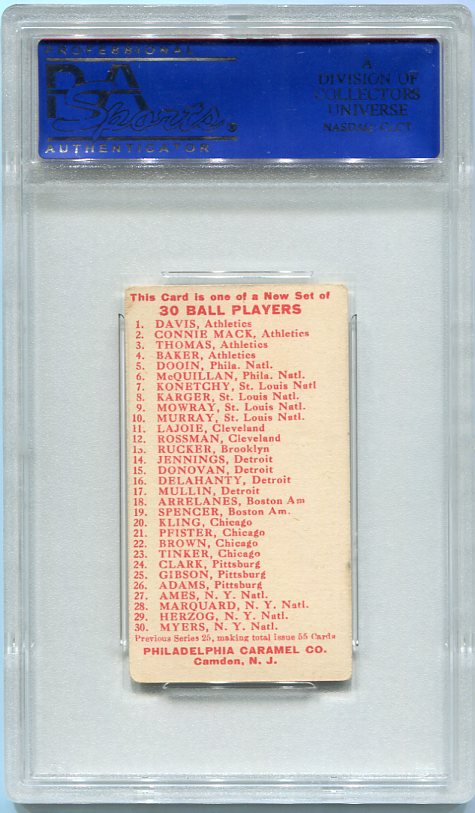 PROFESSIONAL
PSA
Sports
AUTHENTICATOR
A
DIVISION OF
COLLECTORS
UNIVERSE
NASDAQ: CLCT
This Card is one of a New Set of
30 BALL PLAYERS
1. DAVIS, Athletics
2. CONNIE MACK, Athletics
3. THOMAS, Athletics
4. BAKER, Athletics
5. DOOIN, Phila. Natl.
6. McQUILLAN, Phila. Natl.
7. KONETCHY, St. Louis Natl
8. KARGER, St. Louis Natl.
9. MOWRAY, St. Louis Natl.
10. MURRAY, St. Louis Natl.
11. LAJOIE, Cleveland
12. ROSSMAN, Cleveland
13. RUCKER, Brooklyn
14. JENNINGS, Detroit
15. DONOVAN, Detroit
16. DELAHANTY, Detroit
17. MULLIN, Detroit
18. ARRELANES, Boston Am
19. SPENCER, Boston Am.
20. KLING, Chicago
21. PFISTER, Chicago
22. BROWN, Chicago
23. TINKER, Chicago
24. CLARK, Pittsburg
25. GIBSON, Pittsburg
26. ADAMS, Pittsburg
27. AMES, N. Y. Natl.
28. MARQUARD, N. Y. Natl.
29. HERZOG, N. Y. Natl.
30. MYERS, N. Y. Natl.
Previous Series 25, making total issue 55 Cards
PHILADELPHIA CARAMEL CO.
Camden, N. J.